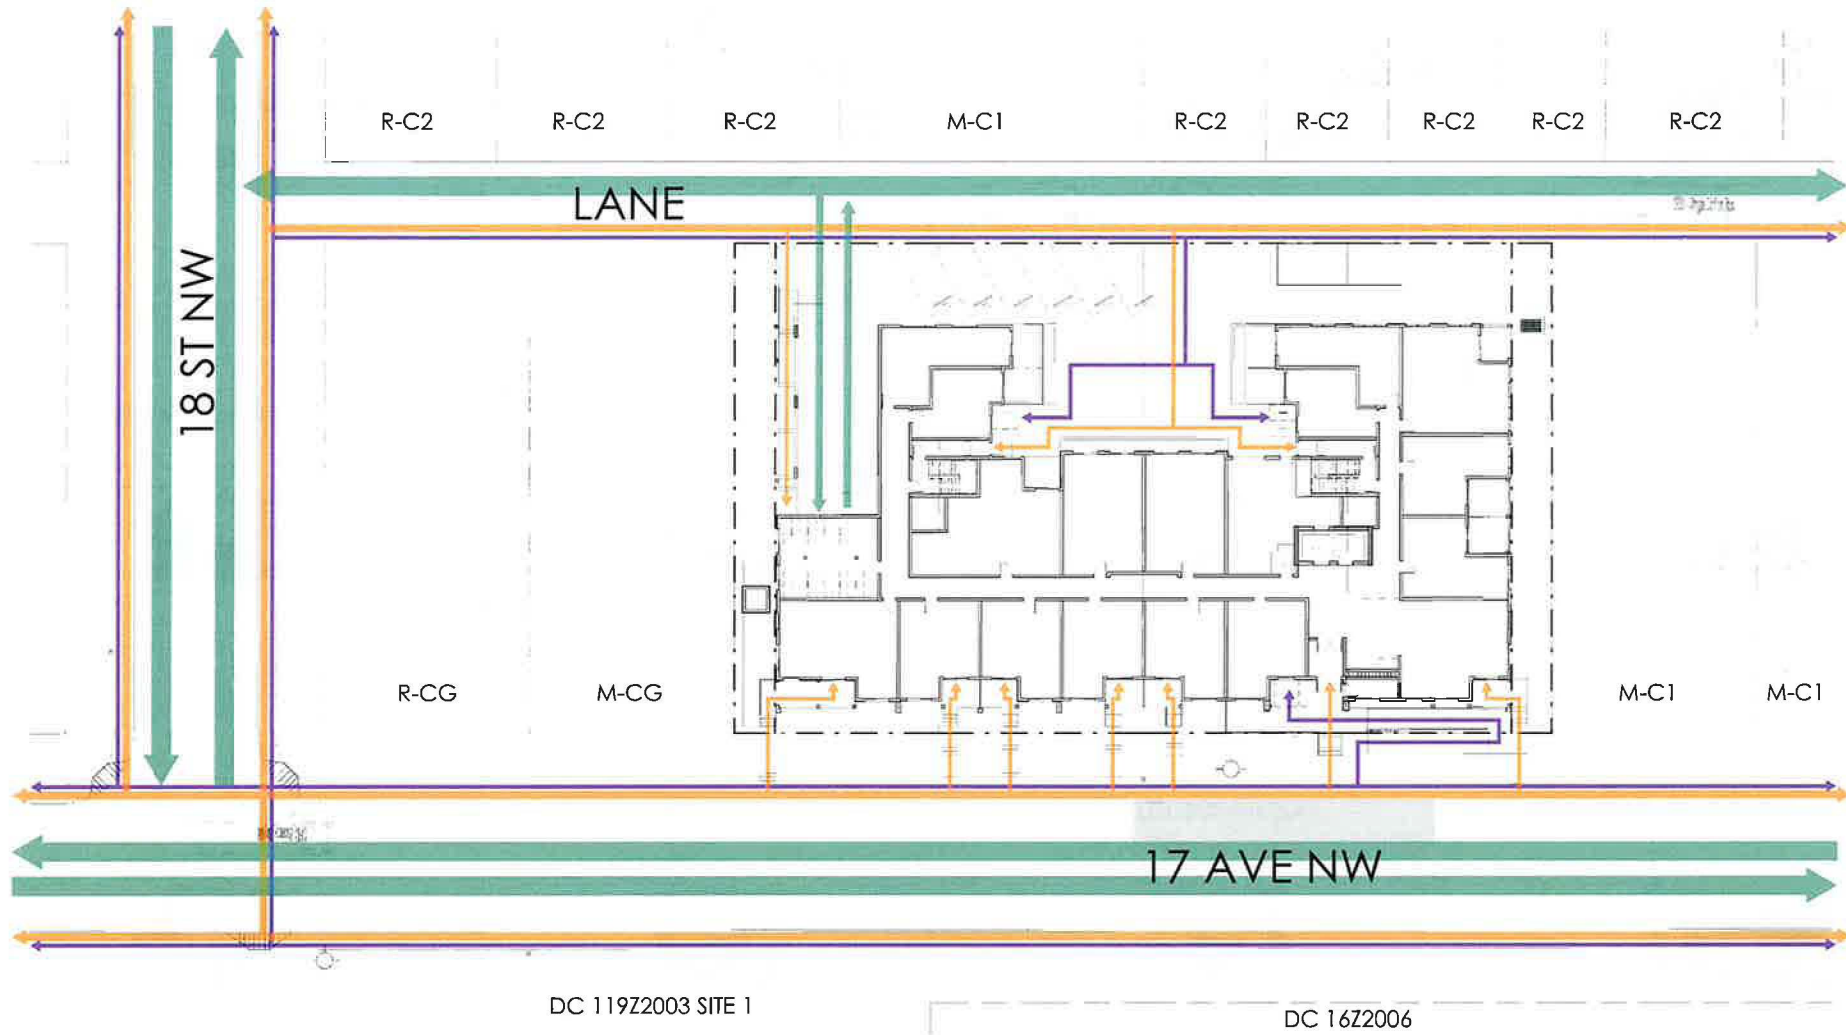 R-C2 R-C2 R-C2 M-C1 R-C2 R-C2 R-C2 R-C2 R-C2
LANE
18 ST NW
R-CG M-CG M-C1 M-C1
17 AVE NW
DC 119Z2003 SITE 1
DC 16Z2006